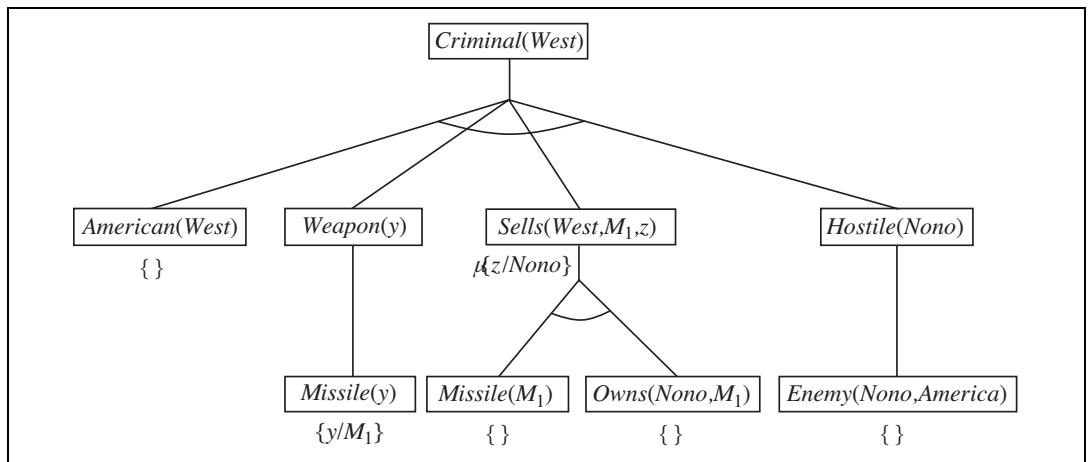 Criminal(West)
American(West) Weapon(y) Sells(West,M1,z) Hostile(Nono)
{ } {z/Nono}
Missile(y) Missile(M1) Owns(Nono,M1) Enemy(Nono,America)
{y/M1} { } { } { }